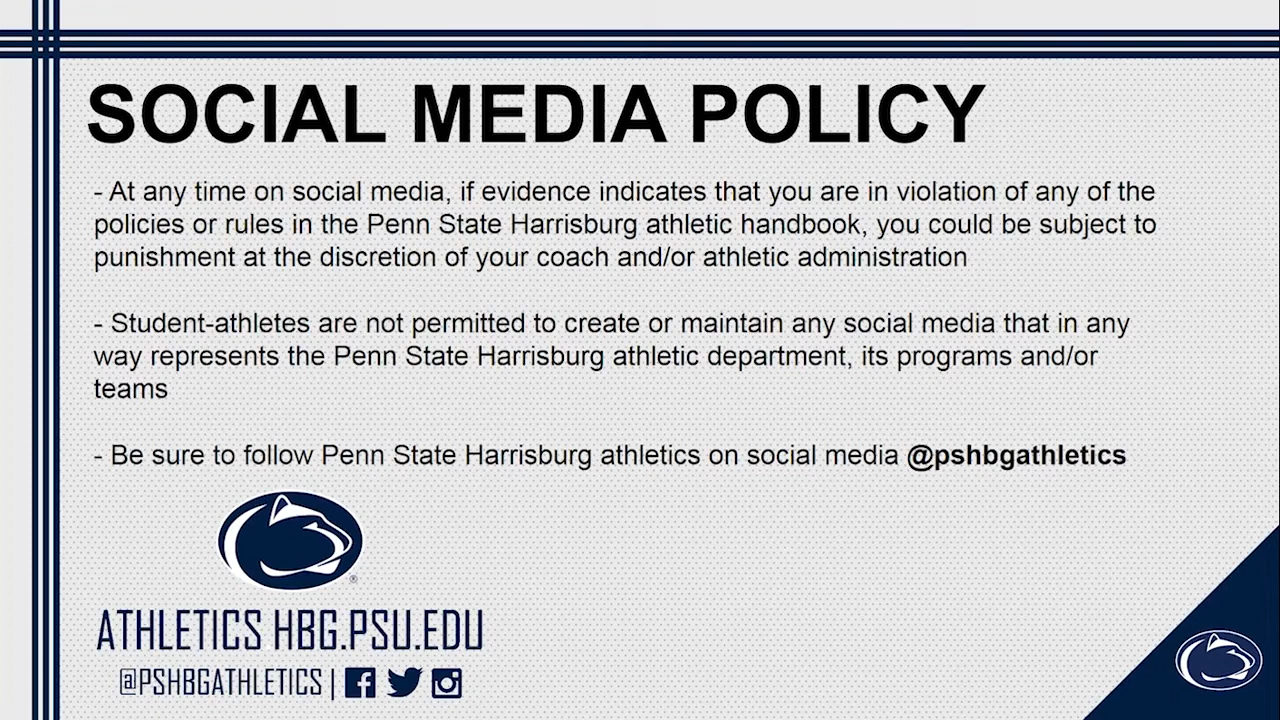 SOCIAL MEDIA POLICY
- At any time on social media, if evidence indicates that you are in violation of any of the
policies or rules in the Penn State Harrisburg athletic handbook, you could be subject to
punishment at the discretion of your coach and/or athletic administration
- Student-athletes are not permitted to create or maintain any social media that in any
way represents the Penn State Harrisburg athletic department, its programs and/or
teams
- Be sure to follow Penn State Harrisburg athletics on social media @pshbgathletics
®
ATHLETICS HBG.PSU.EDU
@PSHBGATHLETICS |